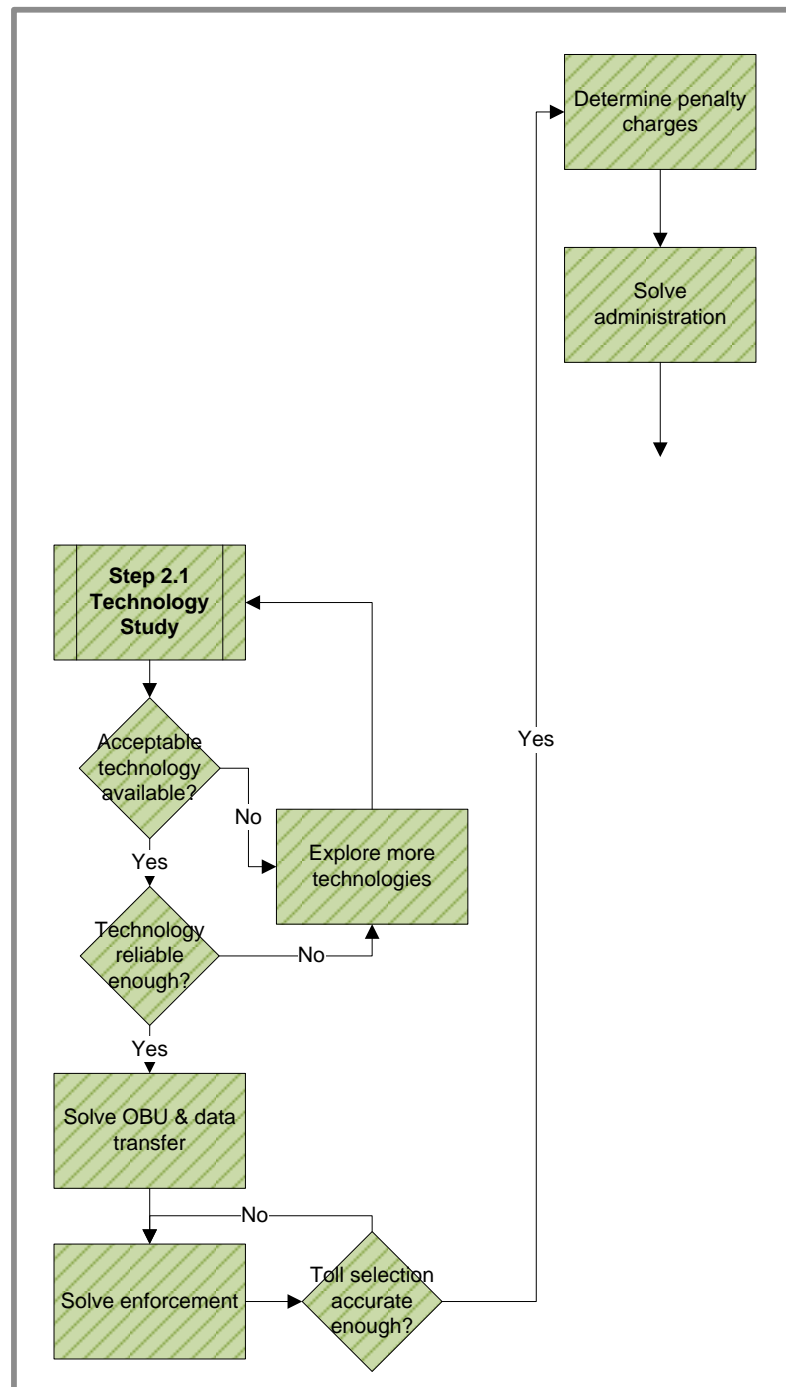 Determine penalty
charges
Solve
administration
Step 2.1
Technology
Study
Acceptable
technology
available?
No
Yes
Explore more
technologies
Technology
reliable
enough?
No
Yes
Solve OBU & data
transfer
No
Solve enforcement
Toll selection
accurate
enough?
Yes